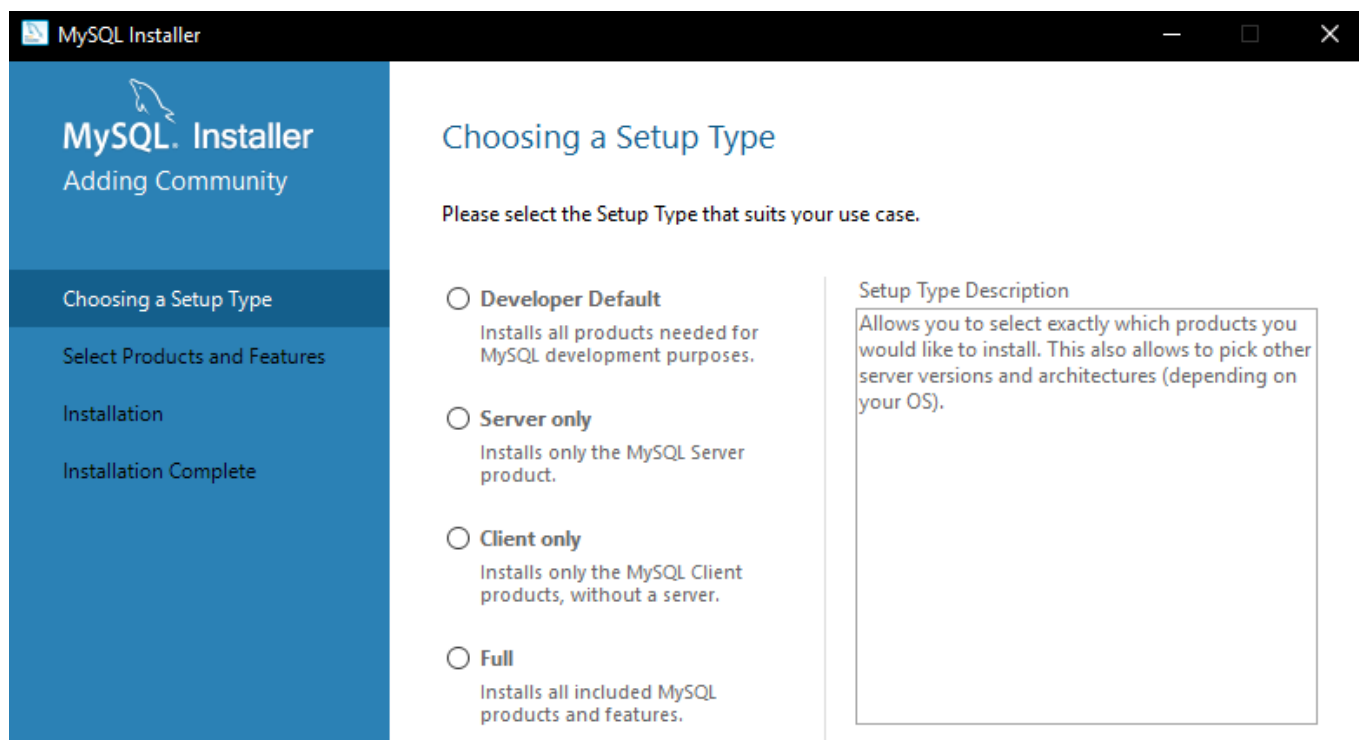 MySQL Installer
MySQL. Installer
Adding Community
Choosing a Setup Type
Select Products and Features
Installation
Installation Complete
Choosing a Setup Type
Please select the Setup Type that suits your use case.
Developer Default
Installs all products needed for
MySQL development purposes.
Server only
Installs only the MySQL Server
product.
Client only
Installs only the MySQL Client
products, without a server.
Full
Installs all included MySQL
products and features.
Setup Type Description
Allows you to select exactly which products you
would like to install. This also allows to pick other
server versions and architectures (depending on
your OS).